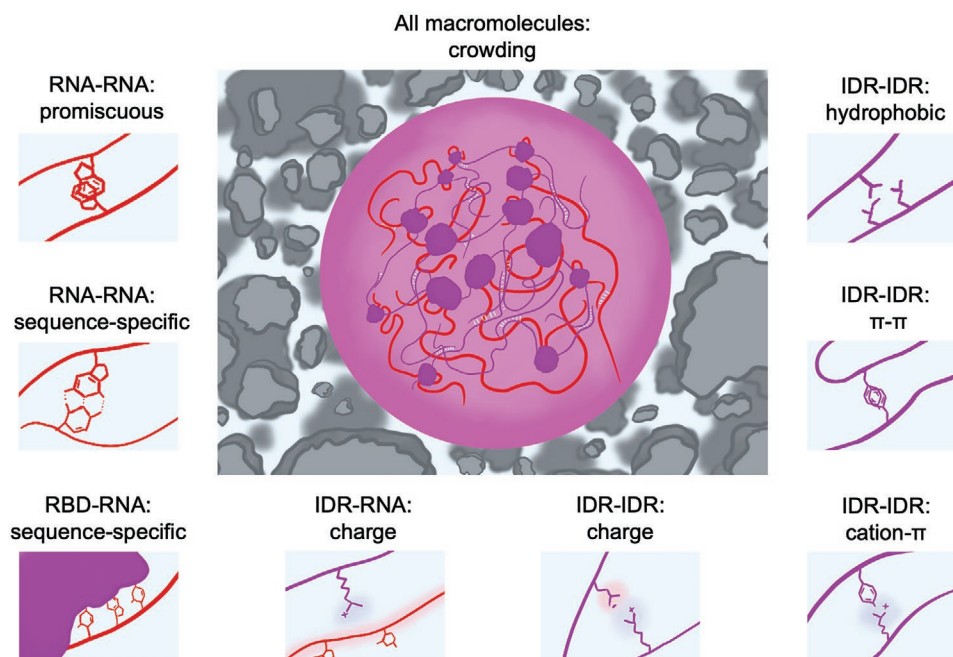 All macromolecules:
crowding
RNA-RNA:
promiscuous
IDR-IDR:
hydrophobic
RNA-RNA:
sequence-specific
IDR-IDR:
π-π
RBD-RNA:
sequence-specific
IDR-RNA:
charge
IDR-IDR:
charge
IDR-IDR:
cation-π